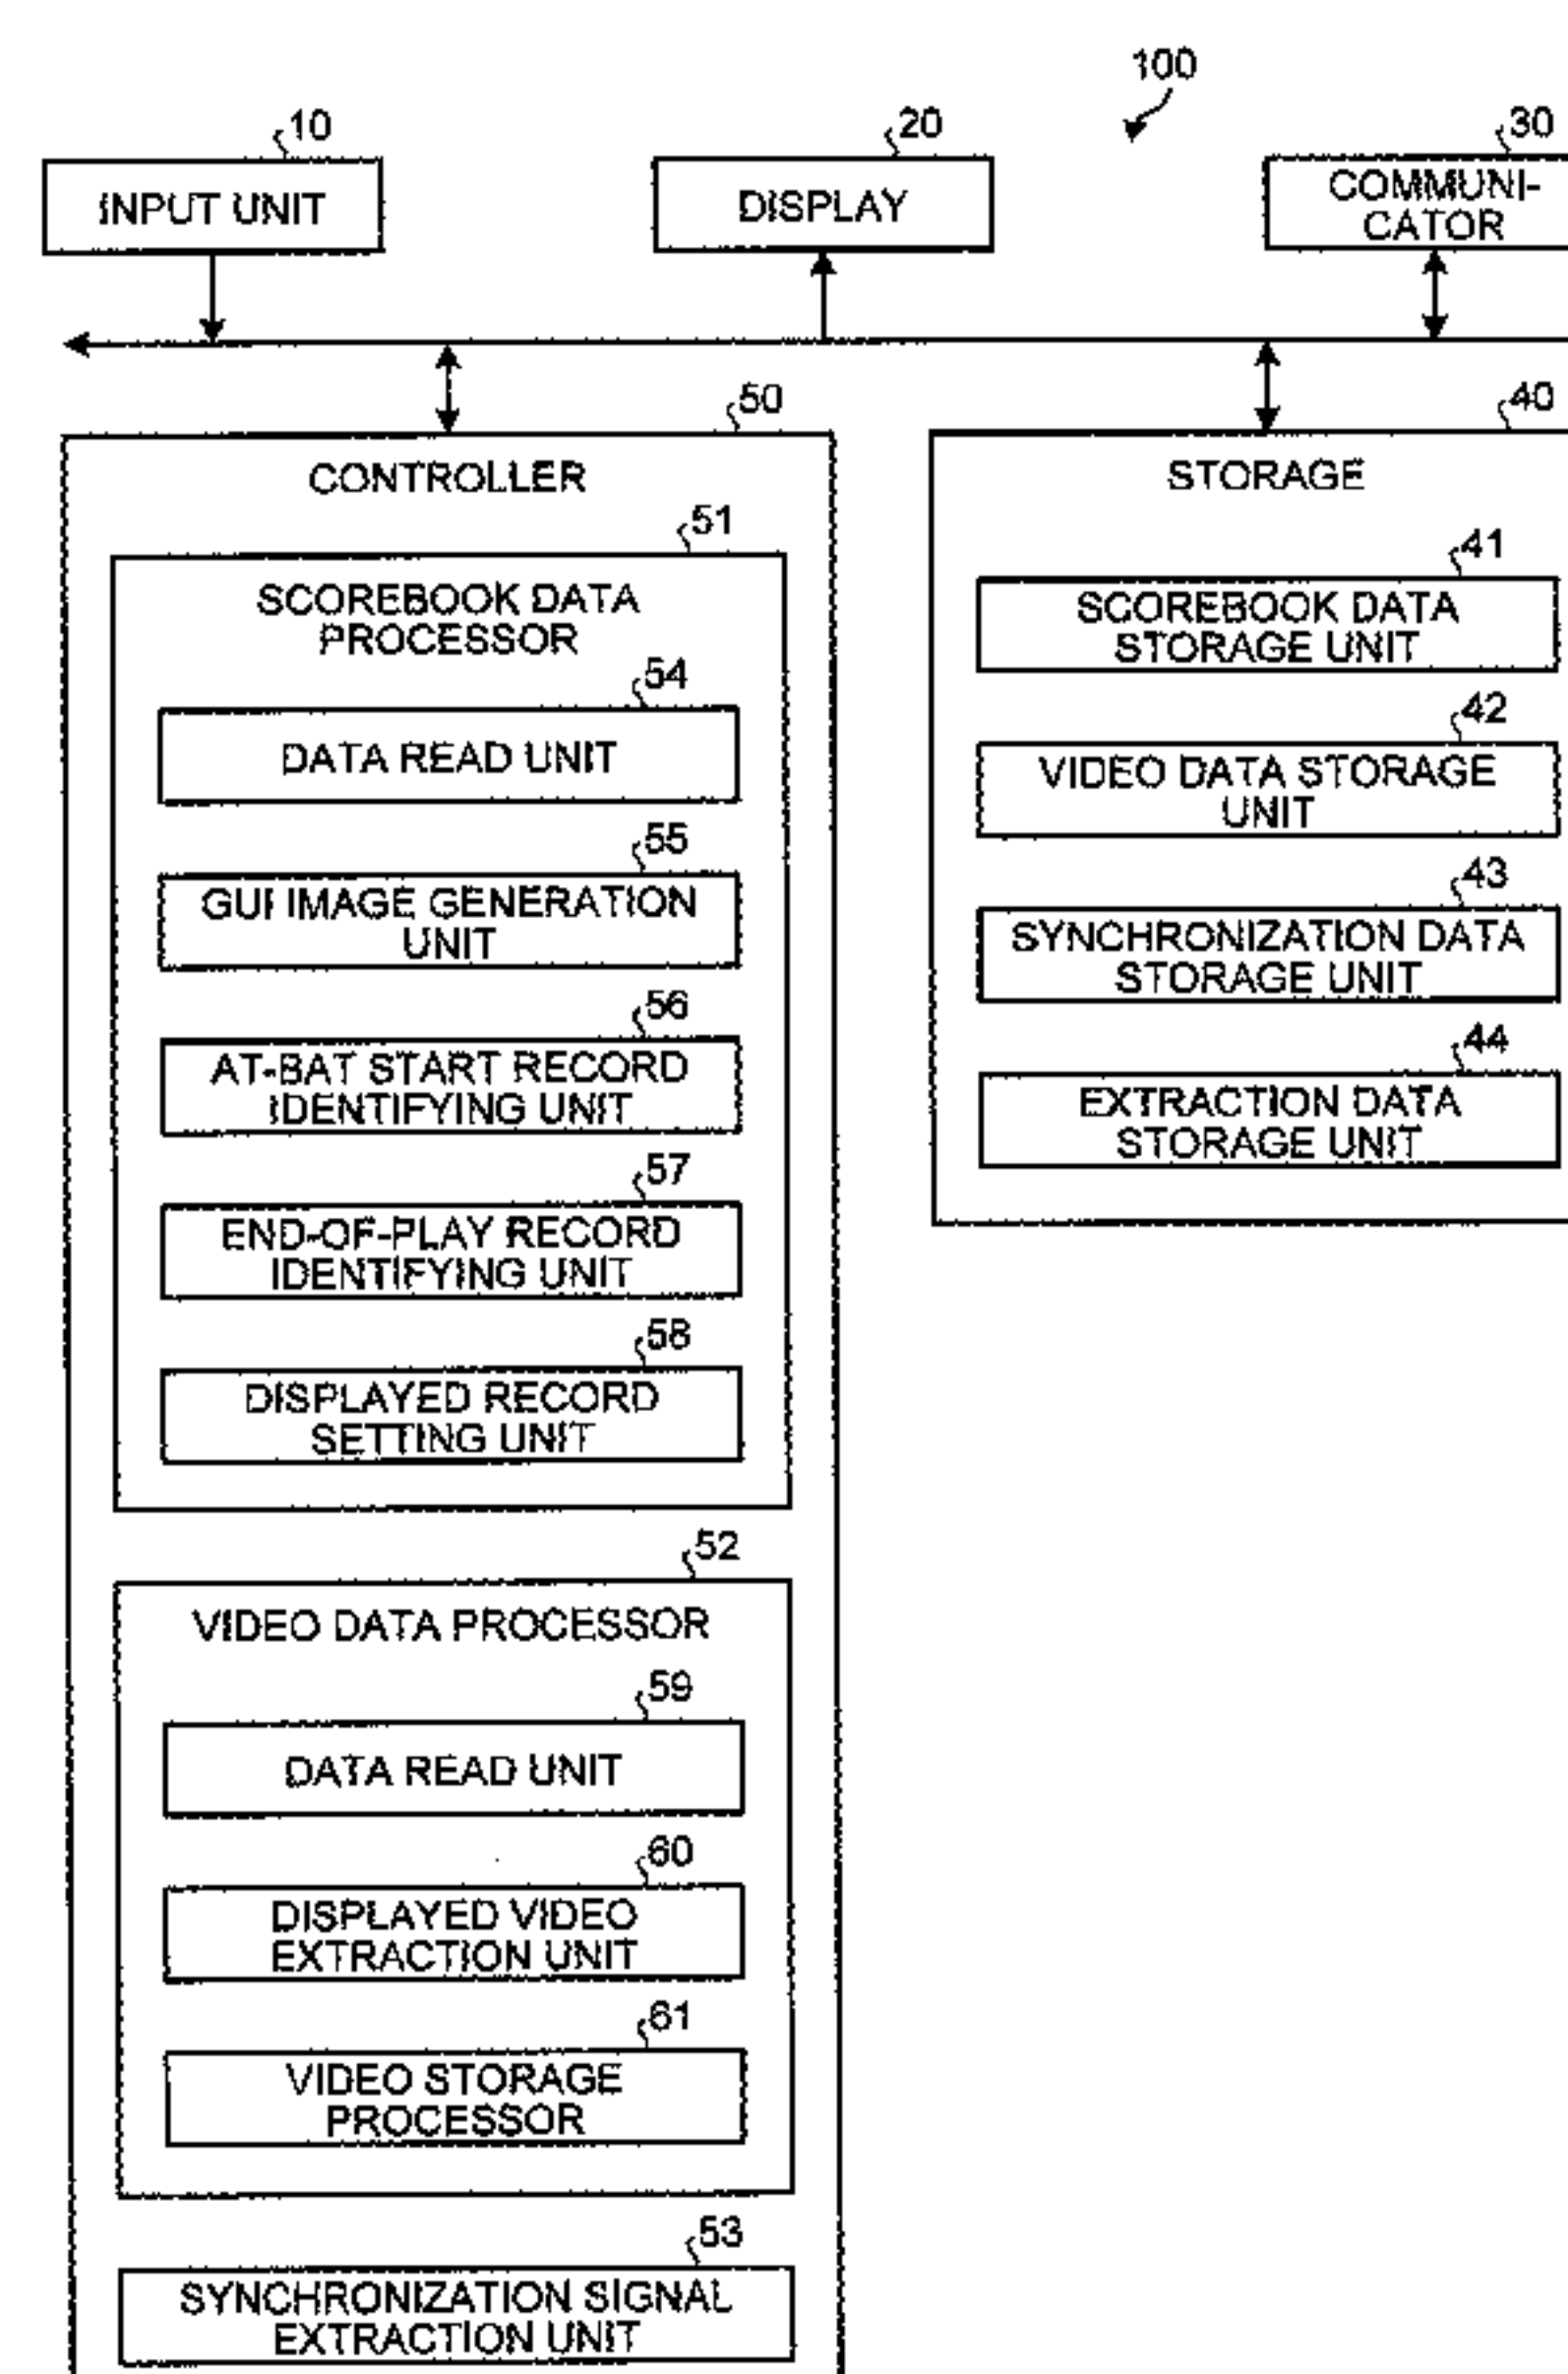 100
10
INPUT UNIT
20
DISPLAY
30
COMMUNI-
CATOR
50
CONTROLLER
51
SCOREBOOK DATA
PROCESSOR
54
DATA READ UNIT
55
GUI IMAGE GENERATION
UNIT
56
AT-BAT START RECORD
IDENTIFYING UNIT
57
END-OF-PLAY RECORD
IDENTIFYING UNIT
58
DISPLAYED RECORD
SETTING UNIT
52
VIDEO DATA PROCESSOR
59
DATA READ UNIT
60
DISPLAYED VIDEO
EXTRACTION UNIT
61
VIDEO STORAGE
PROCESSOR
53
SYNCHRONIZATION SIGNAL
EXTRACTION UNIT
40
STORAGE
41
SCOREBOOK DATA
STORAGE UNIT
42
VIDEO DATA STORAGE
UNIT
43
SYNCHRONIZATION DATA
STORAGE UNIT
44
EXTRACTION DATA
STORAGE UNIT